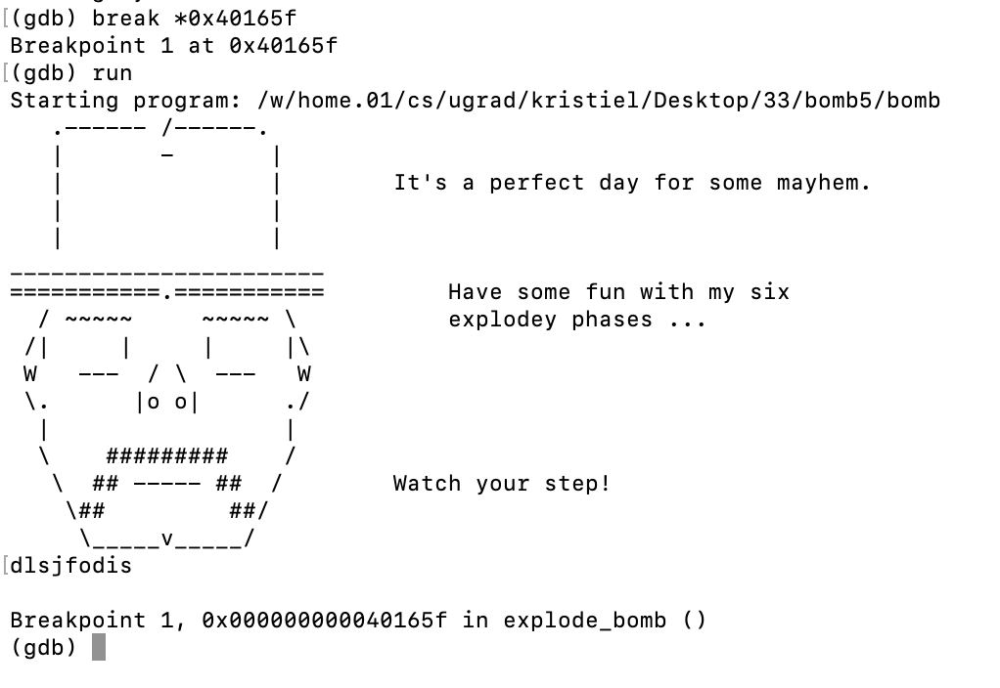 (gdb) break *0x40165f
Breakpoint 1 at 0x40165f
(gdb) run
Starting program: /w/home.01/cs/ugrad/kristiel/Desktop/33/bomb5/bomb
    .------ /------.
    |       -       |
    |               |        It's a perfect day for some mayhem.
    |               |
    |               |
_______________________
===========.===========         Have some fun with my six
  / ~~~~~     ~~~~~ \           explodey phases ...
 /|     |     |     |\
 W   ---  / \  ---   W
 \.      |o o|      ./
  |                 |
  \    #########    /
   \  ## ----- ##  /        Watch your step!
    \##         ##/
     \_____v_____/
dlsjfodis
Breakpoint 1, 0x000000000040165f in explode_bomb ()
(gdb)